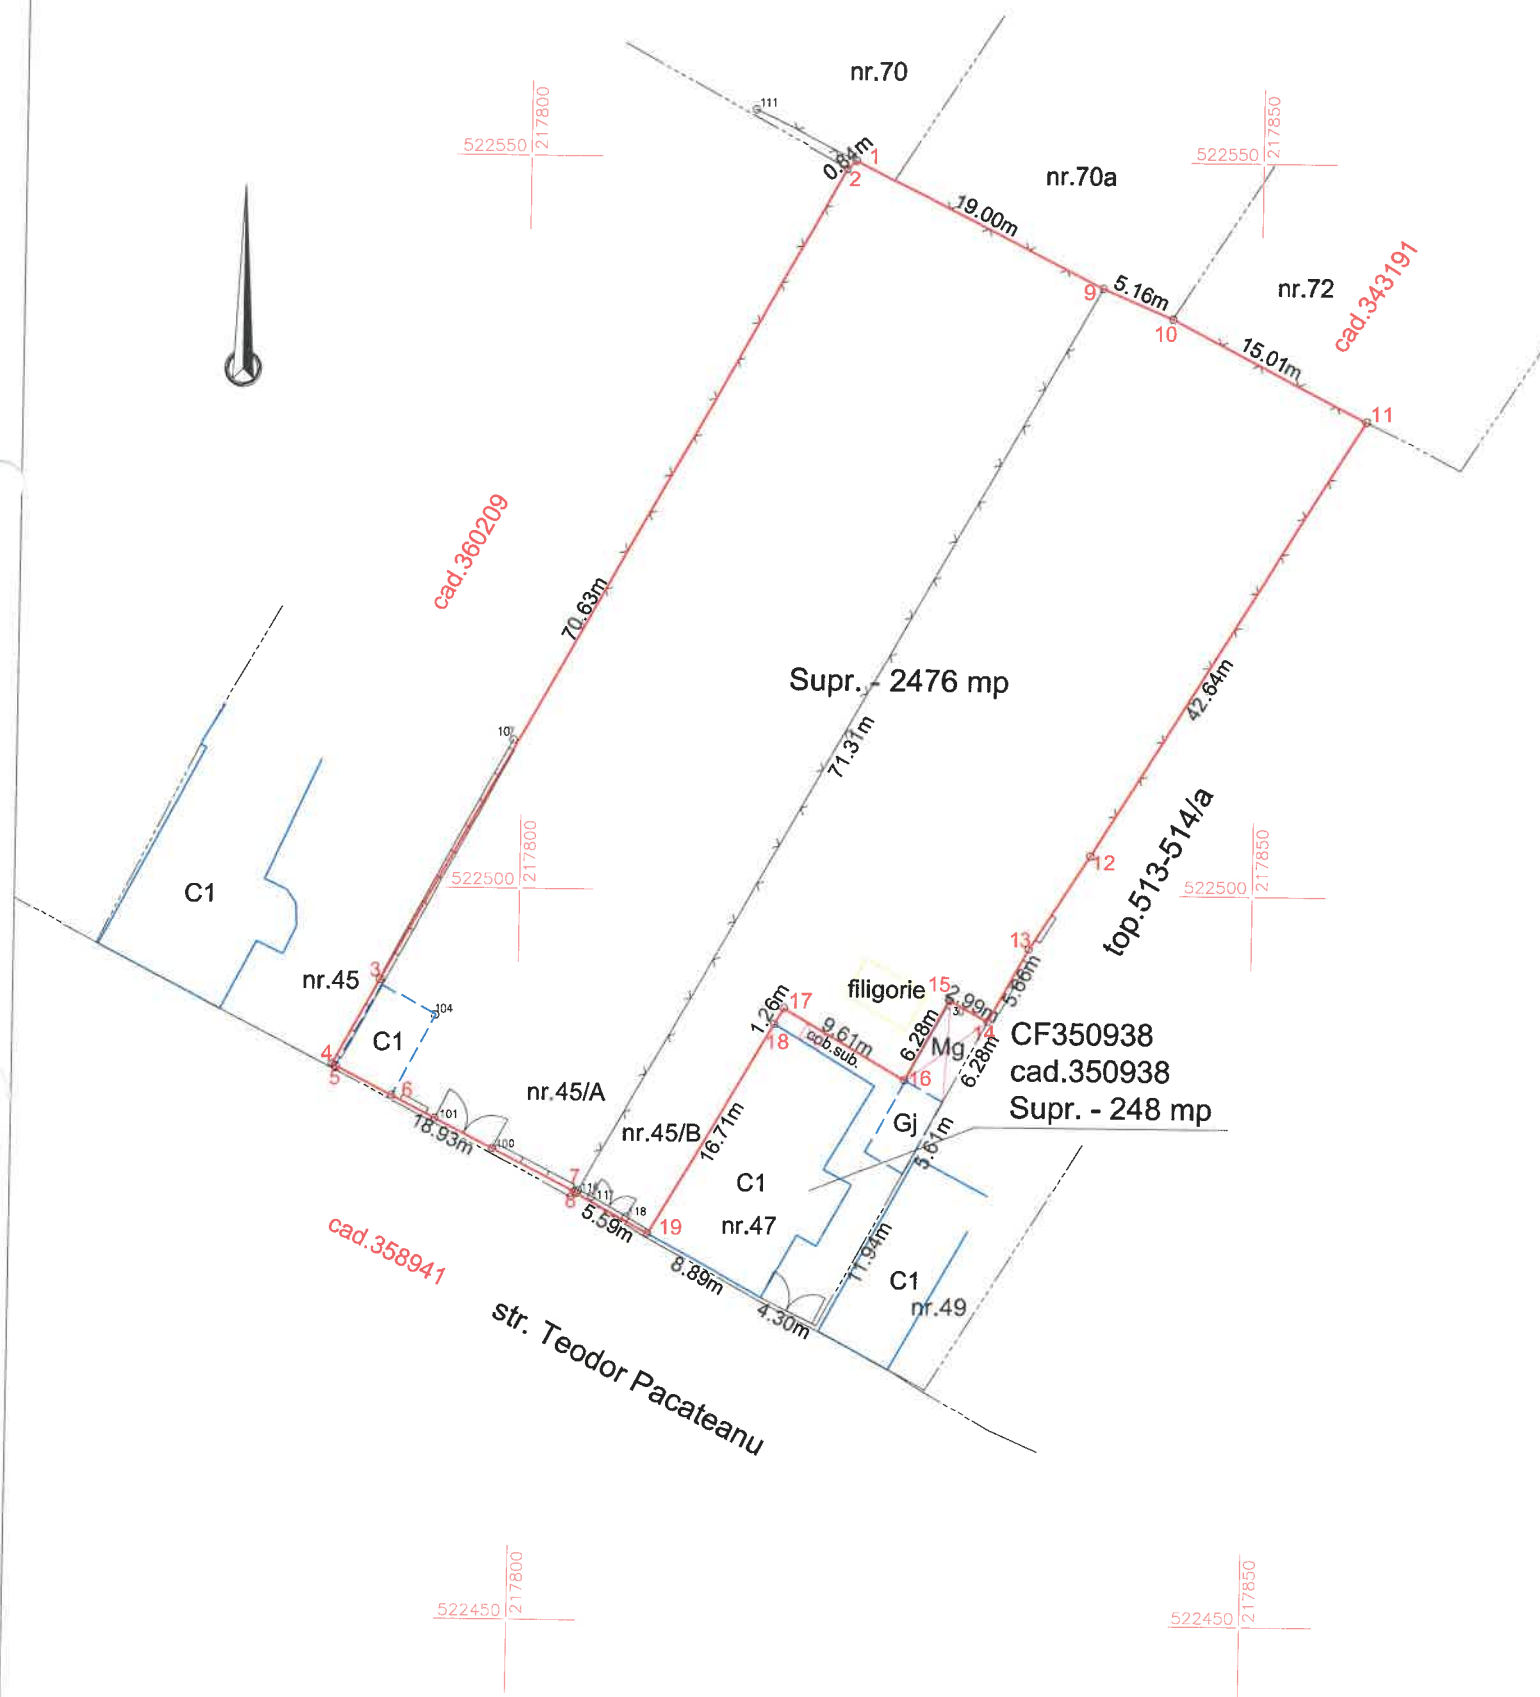 nr.70
111
522550
217800
522550
217850
0.84m
1
2
nr.70a
19.00m
9
5.16m
10
nr.72
cad.343191
15.01m
11
cad.360209
70.63m
Supr. - 2476 mp
42.64m
71.31m
522500
217800
522500
217850
12
top.513-514/a
C1
13
nr.45
3
104
C1
4
5
6
101
100
18.93m
nr.45/A
nr.45/B
filigorie
15
2.99m
5.66m
14
1.26m
17
18
9.61m
cob.sub.
6.28m
Mg
16
6.28m
CF350938
cad.350938
Supr. - 248 mp
Gj
5.61m
16.71m
C1
nr.47
7
8
18
5.59m
19
8.89m
11.94m
4.30m
C1
nr.49
cad.358941
str. Teodor Pacateanu
522450
217800
522450
217850